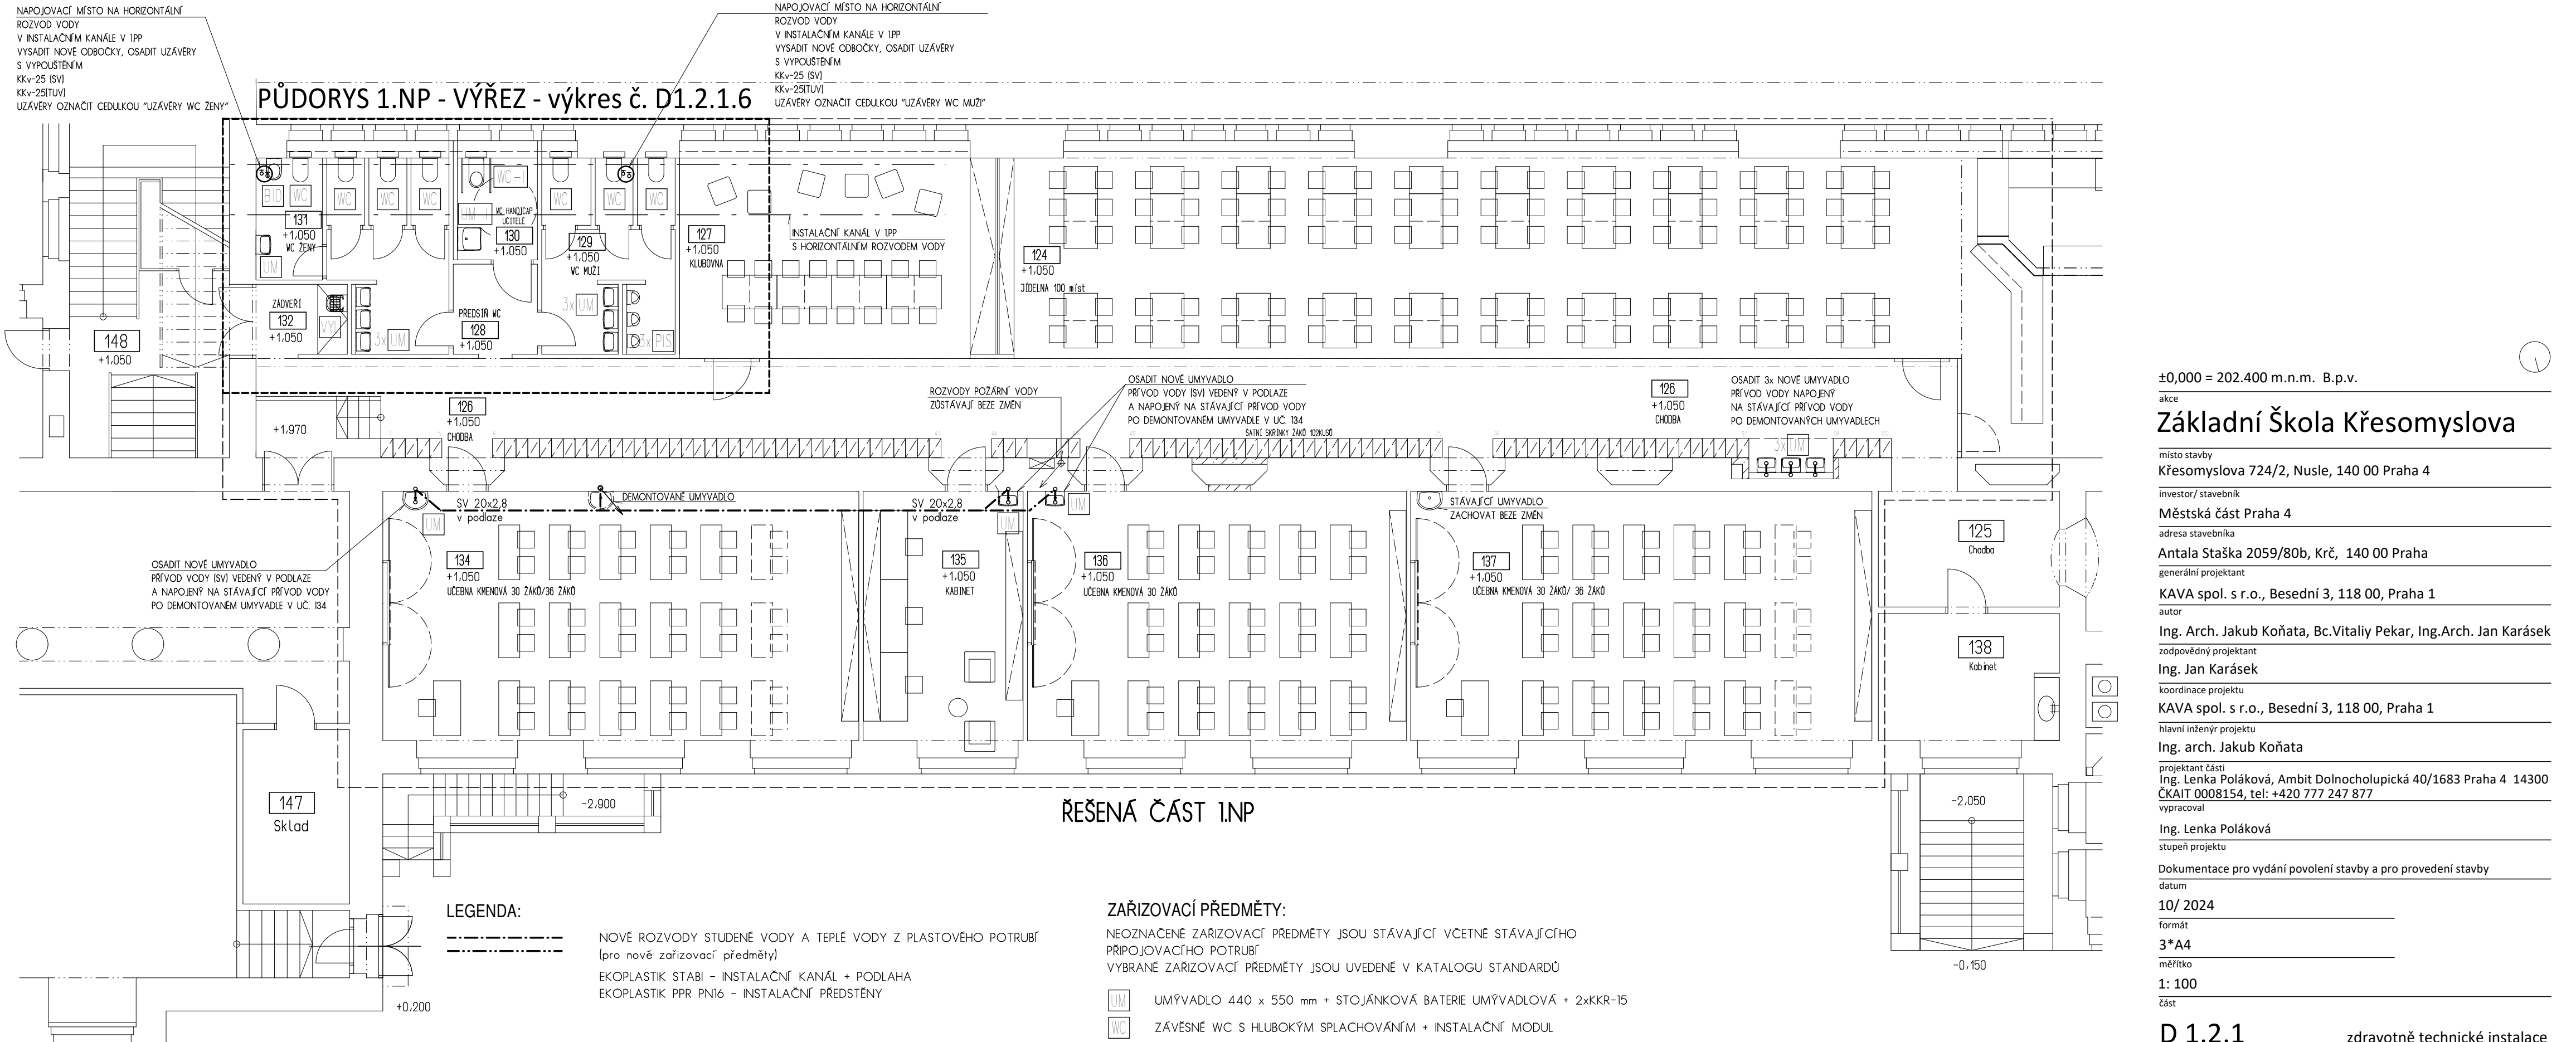 NAPOJOVACÍ MÍSTO NA HORIZONTÁLNÍ
ROZVOD VODY
V INSTALAČNÍM KANÁLE V 1.PP
VYSADIT NOVÉ ODBOČKY, OSADIT UZÁVĚRY
S VYPOUŠTĚNÍM
KKv-25 (SV)
KKv-25(TUV)
UZÁVĚRY OZNAČIT CEDULKOU "UZÁVĚRY WC ŽENY"
NAPOJOVACÍ MÍSTO NA HORIZONTÁLNÍ
ROZVOD VODY
V INSTALAČNÍM KANÁLE V 1.PP
VYSADIT NOVÉ ODBOČKY, OSADIT UZÁVĚRY
S VYPOUŠTĚNÍM
KKv-25 (SV)
KKv-25(TUV)
UZÁVĚRY OZNAČIT CEDULKOU "UZÁVĚRY WC MUŽI"
PŮDORYS 1.NP - VÝŘEZ - výkres č. D1.2.1.6
BID
WC
WC
WC
WC
WC-I
WC
WC
WC
131
+1,050
WC ŽENY
UM
UM-I
WC HANDICAP
UČITELÉ
130
+1,050
129
+1,050
WC MUŽI
127
+1,050
KLUBOVNA
INSTALAČNÍ KANÁL V 1.PP
S HORIZONTÁLNÍM ROZVODEM VODY
124
+1,050
JÍDELNA 100 míst
ZÁDVEŘÍ
132
+1,050
VYL
3x UM
PŘEDSÍŇ WC
128
+1,050
3x UM
3x PIS
148
+1,050
+1,970
126
+1,050
CHODBA
ROZVODY POŽÁRNÍ VODY
ZŮSTÁVAJÍ BEZE ZMĚN
OSADIT NOVÉ UMYVADLO
PŘÍVOD VODY (SV) VEDENÝ V PODLAZE
A NAPOJENÝ NA STÁVAJÍCÍ PŘÍVOD VODY
PO DEMONTOVANÉM UMYVADLE V UČ. 134
ŠATNÍ SKŘÍNKY ŽÁKŮ 102KUSŮ
126
+1,050
CHODBA
OSADIT 3x NOVÉ UMYVADLO
PŘÍVOD VODY NAPOJENÝ
NA STÁVAJÍCÍ PŘÍVOD VODY
PO DEMONTOVANÝCH UMYVADLECH
3x UM
SV 20x2,8
v podlaze
DEMONTOVANÉ UMYVADLO
SV 20x2,8
v podlaze
UM
UM
UM
STÁVAJÍCÍ UMYVADLO
ZACHOVAT BEZE ZMĚN
OSADIT NOVÉ UMYVADLO
PŘÍVOD VODY (SV) VEDENÝ V PODLAZE
A NAPOJENÝ NA STÁVAJÍCÍ PŘÍVOD VODY
PO DEMONTOVANÉM UMYVADLE V UČ. 134
134
+1,050
UČEBNA KMENOVÁ 30 ŽÁKŮ/36 ŽÁKŮ
135
+1,050
KABINET
136
+1,050
UČEBNA KMENOVÁ 30 ŽÁKŮ
137
+1,050
UČEBNA KMENOVÁ 30 ŽÁKŮ/ 36 ŽÁKŮ
125
Chodba
138
Kabinet
147
Sklad
-2,900
ŘEŠENÁ ČÁST 1.NP
-2,050
-0,150
+0,200
LEGENDA:
NOVÉ ROZVODY STUDENÉ VODY A TEPLÉ VODY Z PLASTOVÉHO POTRUBÍ
(pro nové zařizovací předměty)
EKOPLASTIK STABI - INSTALAČNÍ KANÁL + PODLAHA
EKOPLASTIK PPR PN16 - INSTALAČNÍ PŘEDSTĚNY
ZAŘIZOVACÍ PŘEDMĚTY:
NEOZNAČENÉ ZAŘIZOVACÍ PŘEDMĚTY JSOU STÁVAJÍCÍ VČETNĚ STÁVAJÍCÍHO
PŘIPOJOVACÍHO POTRUBÍ
VYBRANÉ ZAŘIZOVACÍ PŘEDMĚTY JSOU UVEDENÉ V KATALOGU STANDARDŮ
UM UMÝVADLO 440 x 550 mm + STOJÁNKOVÁ BATERIE UMÝVADLOVÁ + 2xKKR-15
WC ZÁVĚSNÉ WC S HLUBOKÝM SPLACHOVÁNÍM + INSTALAČNÍ MODUL
±0,000 = 202.400 m.n.m. B.p.v.
akce
Základní Škola Křesomyslova
místo stavby
Křesomyslova 724/2, Nusle, 140 00 Praha 4
investor/ stavebník
Městská část Praha 4
adresa stavebníka
Antala Staška 2059/80b, Krč, 140 00 Praha
generální projektant
KAVA spol. s r.o., Besední 3, 118 00, Praha 1
autor
Ing. Arch. Jakub Koňata, Bc.Vitaliy Pekar, Ing.Arch. Jan Karásek
zodpovědný projektant
Ing. Jan Karásek
koordinace projektu
KAVA spol. s r.o., Besední 3, 118 00, Praha 1
hlavní inženýr projektu
Ing. arch. Jakub Koňata
projektant části
Ing. Lenka Poláková, Ambit Dolnocholupická 40/1683 Praha 4 14300
ČKAIT 0008154, tel: +420 777 247 877
vypracoval
Ing. Lenka Poláková
stupeň projektu
Dokumentace pro vydání povolení stavby a pro provedení stavby
datum
10/ 2024
formát
3*A4
měřítko
1: 100
část
D 1.2.1 zdravotně technické instalace